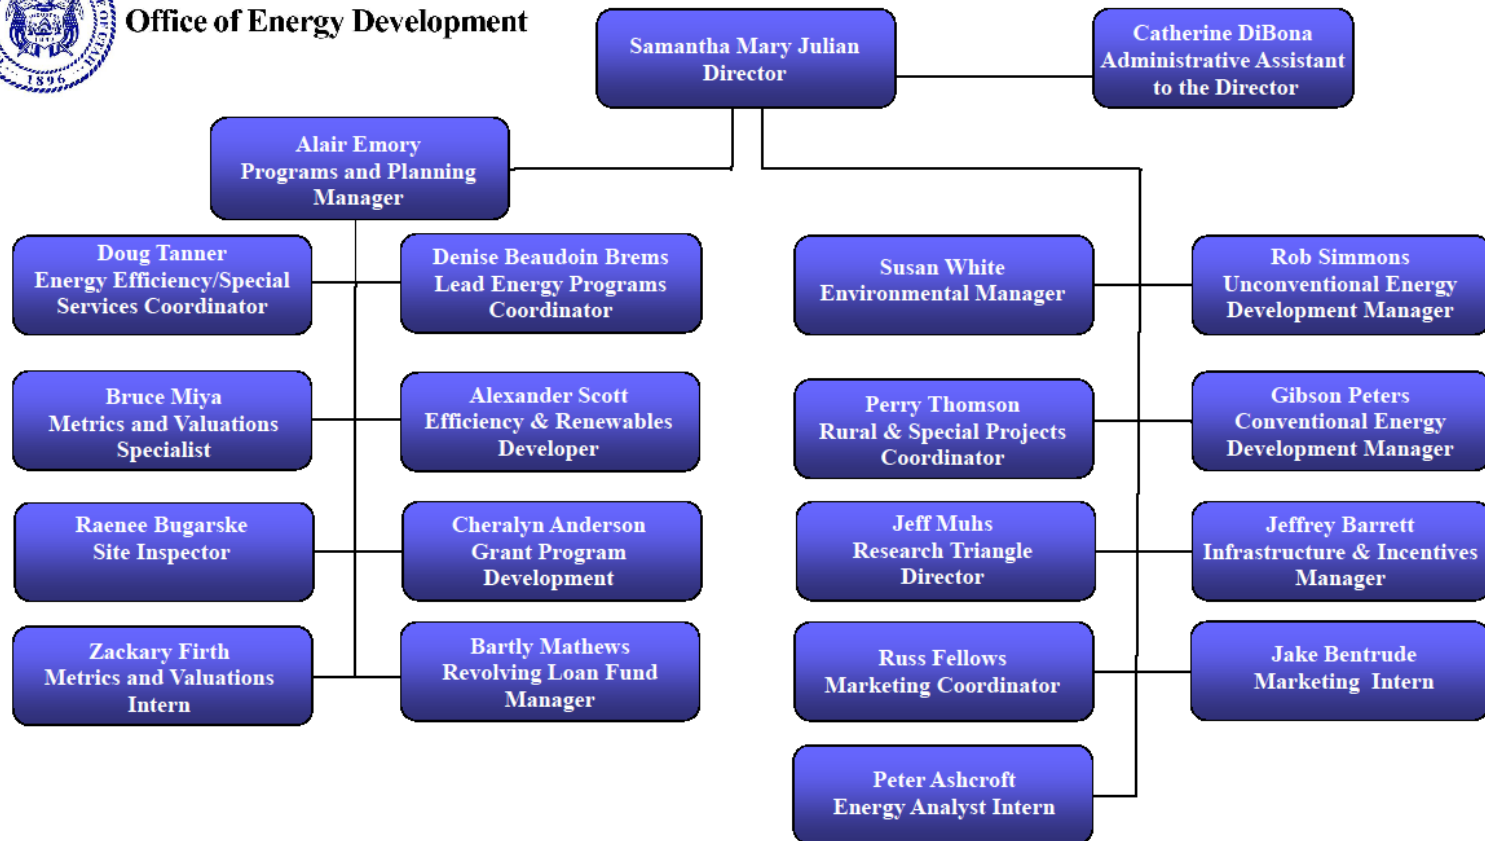 Office of Energy Development
OF UTAH
1896
Samantha Mary Julian
Director
Catherine DiBona
Administrative Assistant
to the Director
Alair Emory
Programs and Planning
Manager
Doug Tanner
Energy Efficiency/Special
Services Coordinator
Denise Beaudoin Brems
Lead Energy Programs
Coordinator
Susan White
Environmental Manager
Rob Simmons
Unconventional Energy
Development Manager
Bruce Miya
Metrics and Valuations
Specialist
Alexander Scott
Efficiency & Renewables
Developer
Perry Thomson
Rural & Special Projects
Coordinator
Gibson Peters
Conventional Energy
Development Manager
Raenee Bugarske
Site Inspector
Cheralyn Anderson
Grant Program
Development
Jeff Muhs
Research Triangle
Director
Jeffrey Barrett
Infrastructure & Incentives
Manager
Zackary Firth
Metrics and Valuations
Intern
Bartly Mathews
Revolving Loan Fund
Manager
Russ Fellows
Marketing Coordinator
Jake Bentrude
Marketing Intern
Peter Ashcroft
Energy Analyst Intern